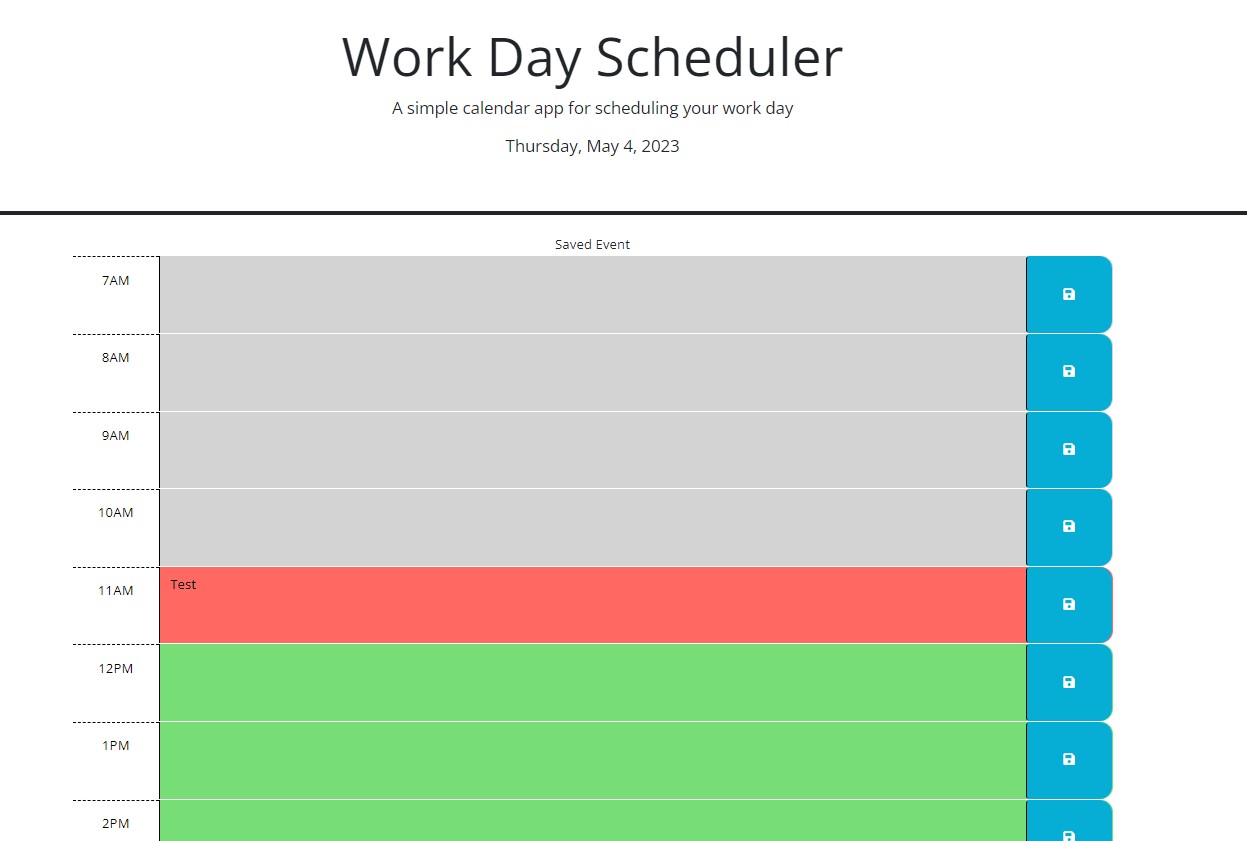 Work Day Scheduler
A simple calendar app for scheduling your work day
Thursday, May 4, 2023
Saved Event
7AM
8AM
9AM
10AM
11AM
Test
12PM
1PM
2PM